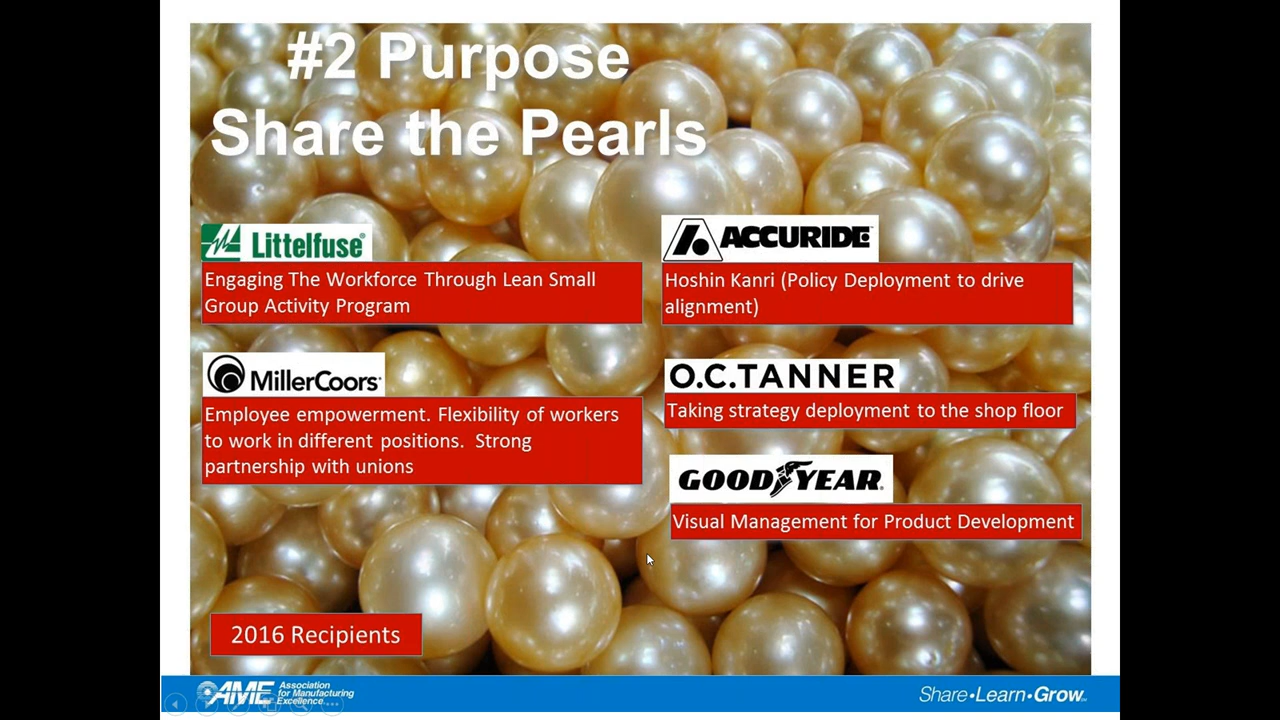 #2 Purpose
Share the Pearls
Littelfuse®
Engaging The Workforce Through Lean Small
Group Activity Program
ACCURIDE
Hoshin Kanri (Policy Deployment to drive
alignment)
MillerCoors
Employee empowerment. Flexibility of workers
to work in different positions.  Strong
partnership with unions
O.C.TANNER
Taking strategy deployment to the shop floor
GOODYEAR
Visual Management for Product Development
2016 Recipients
AME
Association
for Manufacturing
Excellence
Share•Learn•Grow